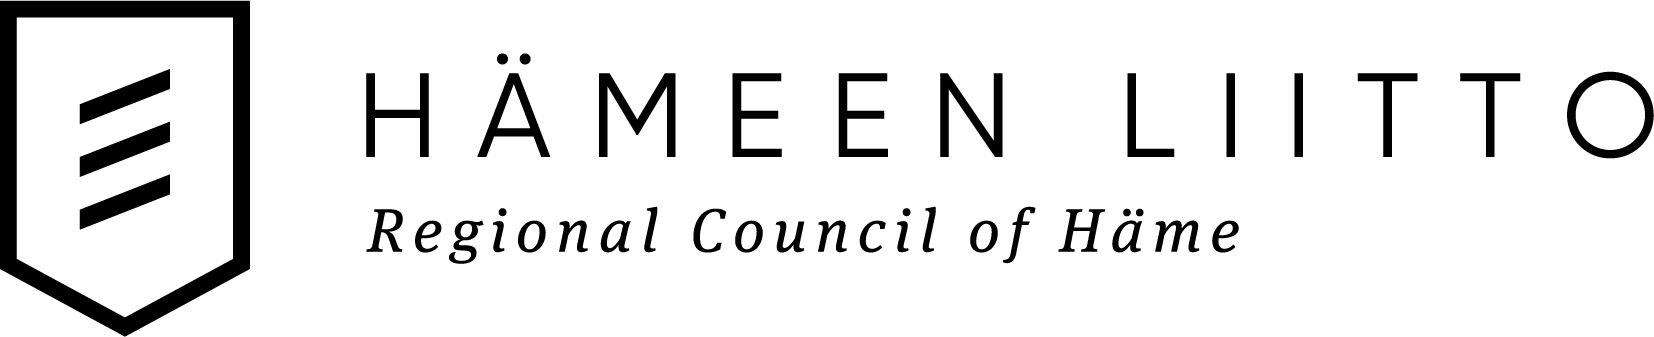 HÄMEEN LIITTO
Regional Council of Häme